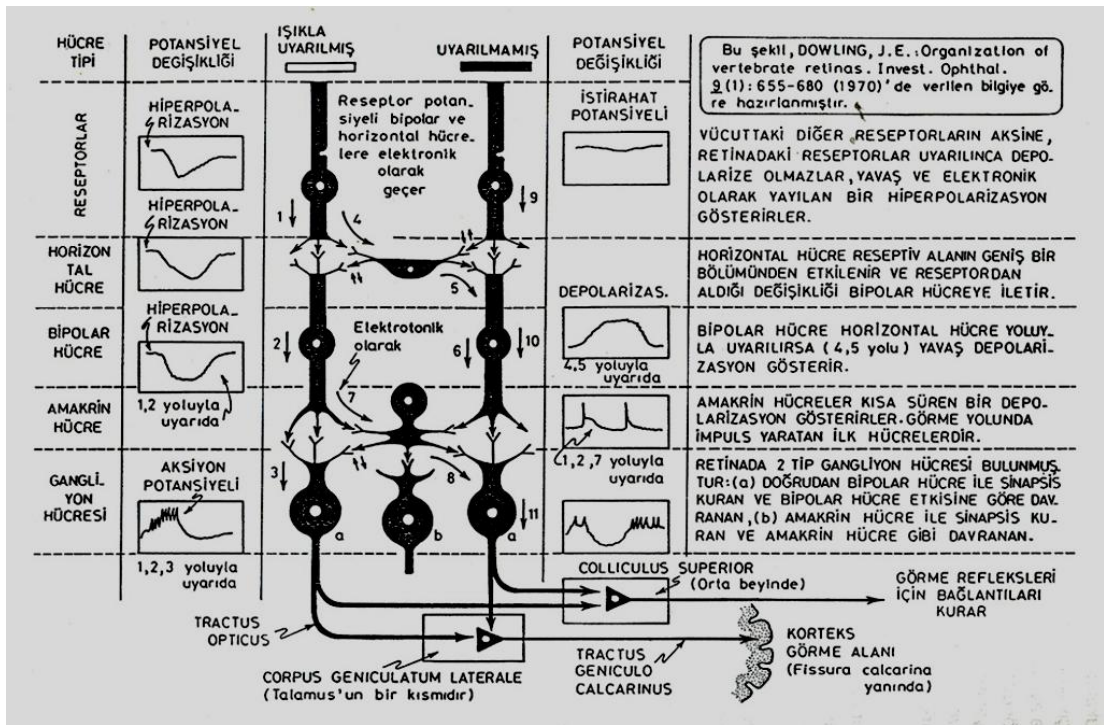 HÜCRE
TİPİ
POTANSİYEL
DEĞİŞİKLİĞİ
IŞIKLA
UYARILMIŞ
UYARILMAMIŞ
POTANSİYEL
DEĞİŞİKLİĞİ
Bu şekil, DOWLING, J.E.: Organization of
vertebrate retinas. Invest. Ophthal.
9 (1): 655-680 (1970)' de verilen bilgiye gö-
re hazırlanmıştır.
RESEPTORLAR
HİPERPOLA-
RİZASYON
Reseptor potan-
siyeli bipolar ve
horizontal hücre-
lere elektronik
olarak
geçer
İSTİRAHAT
POTANSİYELİ
VÜCUTTAKİ DİĞER RESEPTORLARIN AKSİNE,
RETİNADAKİ RESEPTORLAR UYARILINCA DEPO-
LARİZE OLMAZLAR, YAVAŞ VE ELEKTRONİK
OLARAK YAYILAN BİR HİPERPOLARİZASYON
GÖSTERİRLER.
1
4
9
HİPERPOLA-
RİZASYON
HORİZON
TAL
HÜCRE
5
HORİZONTAL HÜCRE RESEPTİV ALANIN GENİŞ BİR
BÖLÜMÜNDEN ETKİLENİR VE RESEPTORDAN
ALDIĞI DEĞİŞİKLİĞİ BİPOLAR HÜCREYE İLETİR.
BİPOLAR
HÜCRE
HİPERPOLA-
RİZASYON
1,2 yoluyla
uyarıda
2
Elektrotonik
olarak
6
10
DEPOLARİZAS.
4,5 yoluyla
uyarıda
BİPOLAR HÜCRE HORİZONTAL HÜCRE YOLUY-
LA UYARILIRSA (4,5 yolu) YAVAŞ DEPOLARİ-
ZASYON GÖSTERİR.
AMAKRİN
HÜCRE
7
1,2,7 yoluyla
uyarıda
AMAKRİN HÜCRELER KISA SÜREN BİR DEPO-
LARİZASYON GÖSTERİRLER. GÖRME YOLUNDA
İMPULS YARATAN İLK HÜCRELERDİR.
GANGLİ-
YON
HÜCRESİ
AKSİYON
POTANSİYELİ
1,2,3 yoluyla
uyarıda
3
8
11
a
b
a
RETİNADA 2 TİP GANGLİYON HÜCRESİ BULUNMUŞ
TUR: (a) DOĞRUDAN BİPOLAR HÜCRE İLE SİNAPSİS
KURAN VE BİPOLAR HÜCRE ETKİSİNE GÖRE DAV-
RANAN, (b) AMAKRİN HÜCRE İLE SİNAPSİS KU-
RAN VE AMAKRİN HÜCRE GİBİ DAVRANAN.
COLLICULUS SUPERIOR
(Orta beyinde)
GÖRME REFLEKSLERİ
İÇİN BAĞLANTILARI
KURAR
TRACTUS
OPTICUS
CORPUS GENICULATUM LATERALE
(Talamus'un bir kısmıdır)
TRACTUS
GENICULO
CALCARINUS
KORTEKS
GÖRME ALANI
(Fissura calcarina
yanında)